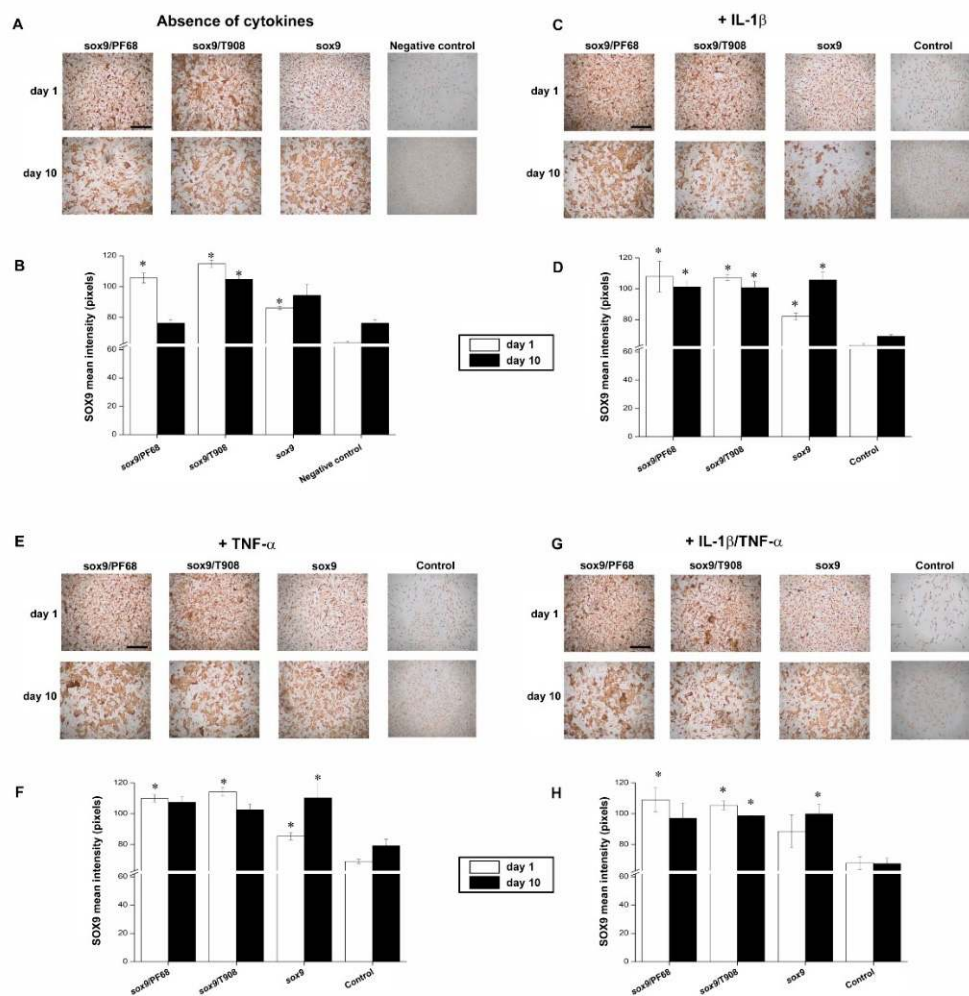 A
Absence of cytokines
sox9/PF68 sox9/T908 sox9 Negative control
day 1
day 10
C
+ IL-1β
sox9/PF68 sox9/T908 sox9 Control
day 1
day 10
B
SOX9 mean intensity (pixels)
120
100
80
60
40
20
0
* * * *
sox9/PF68 sox9/T908 sox9 Negative control
day 1
day 10
D
SOX9 mean intensity (pixels)
120
100
80
60
40
20
0
* * * * * *
sox9/PF68 sox9/T908 sox9 Control
E
+ TNF-α
sox9/PF68 sox9/T908 sox9 Control
day 1
day 10
G
+ IL-1β/TNF-α
sox9/PF68 sox9/T908 sox9 Control
day 1
day 10
F
SOX9 mean intensity (pixels)
120
100
80
60
40
20
0
* * * *
sox9/PF68 sox9/T908 sox9 Control
day 1
day 10
H
SOX9 mean intensity (pixels)
120
100
80
60
40
20
0
* * * *
sox9/PF68 sox9/T908 sox9 Control